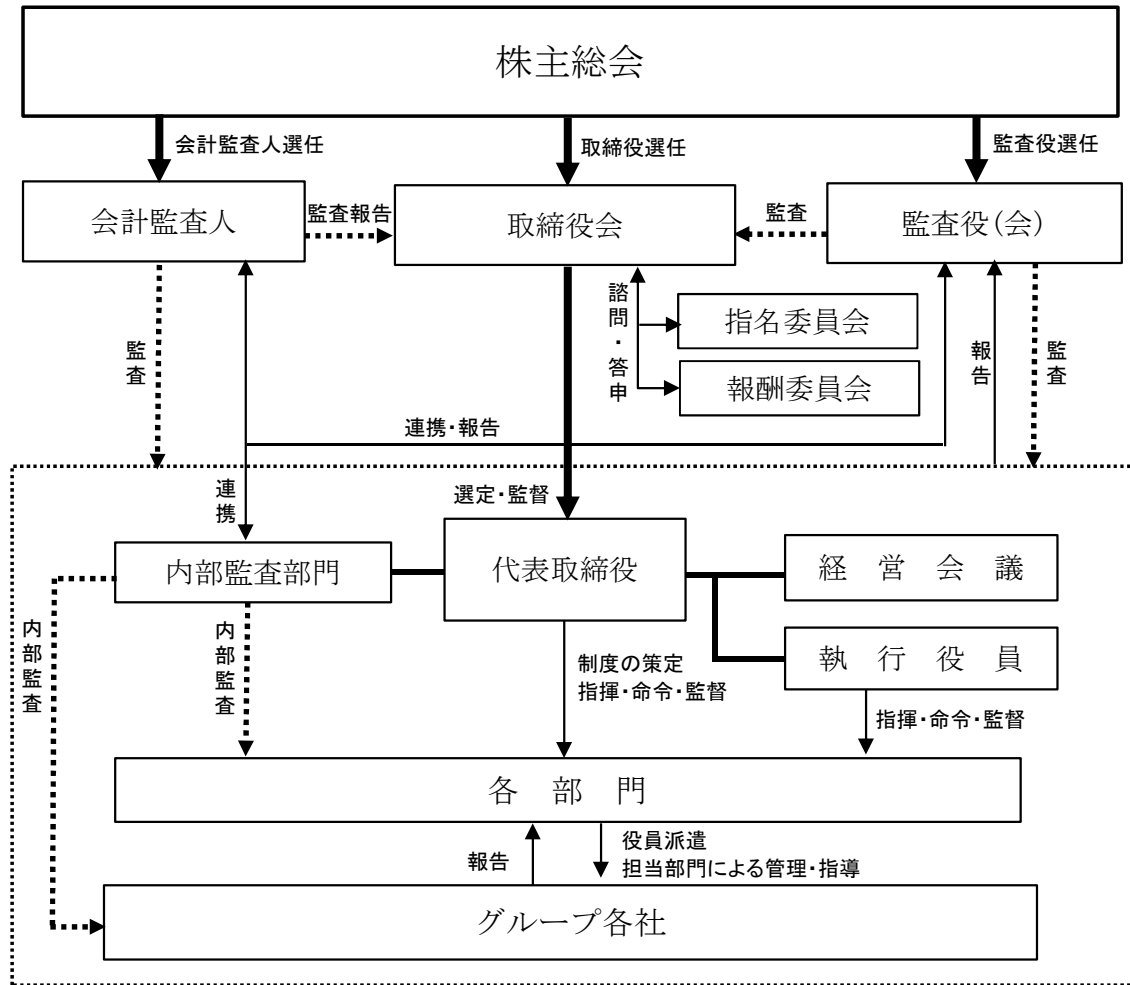 株主総会
会計監査人選任
取締役選任
監査役選任
会計監査人
監査報告
取締役会
監査
監査役(会)
諮問・答申
指名委員会
報酬委員会
監査
報告
監査
連携・報告
連携
選定・監督
内部監査部門
代表取締役
経営会議
執行役員
内部監査
内部監査
制度の策定
指揮・命令・監督
指揮・命令・監督
各部門
報告
役員派遣
担当部門による管理・指導
グループ各社